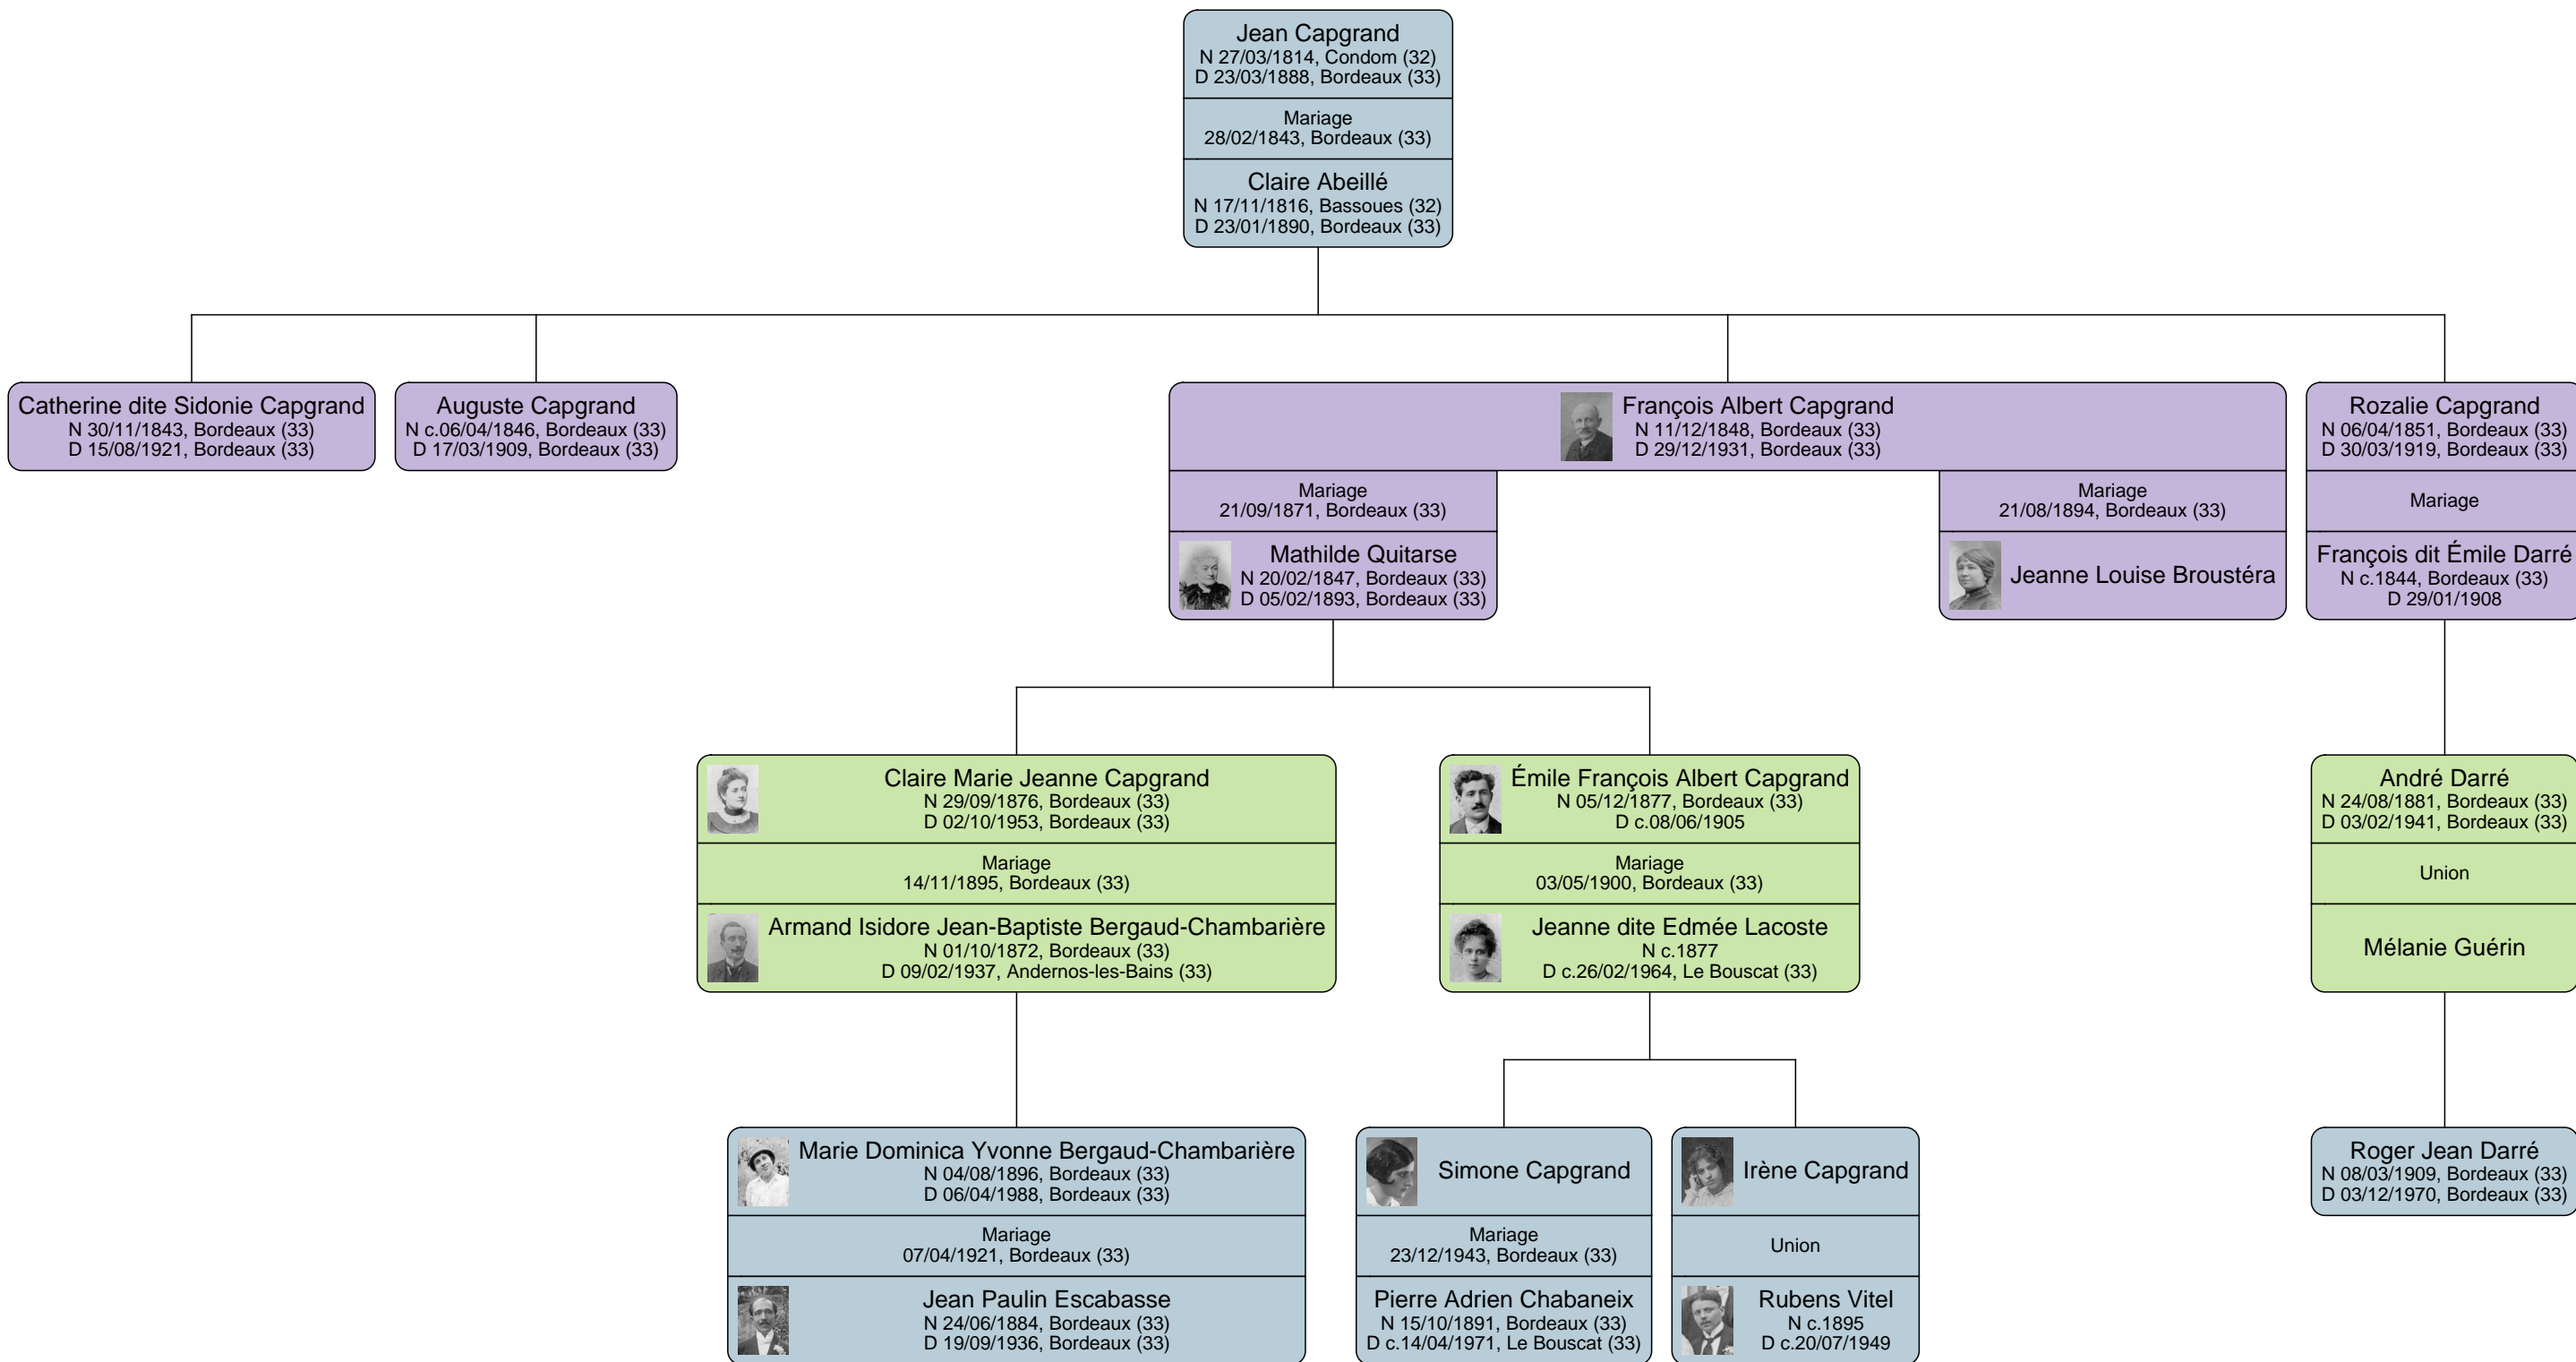 Jean Capgrand
N 27/03/1814, Condom (32)
D 23/03/1888, Bordeaux (33)
Mariage
28/02/1843, Bordeaux (33)
Claire Abeillé
N 17/11/1816, Bassoues (32)
D 23/01/1890, Bordeaux (33)
Catherine dite Sidonie Capgrand
N 30/11/1843, Bordeaux (33)
D 15/08/1921, Bordeaux (33)
Auguste Capgrand
N c.06/04/1846, Bordeaux (33)
D 17/03/1909, Bordeaux (33)
François Albert Capgrand
N 11/12/1848, Bordeaux (33)
D 29/12/1931, Bordeaux (33)
Mariage
21/09/1871, Bordeaux (33)
Mathilde Quitarse
N 20/02/1847, Bordeaux (33)
D 05/02/1893, Bordeaux (33)
Mariage
21/08/1894, Bordeaux (33)
Jeanne Louise Broustéra
Rozalie Capgrand
N 06/04/1851, Bordeaux (33)
D 30/03/1919, Bordeaux (33)
Mariage
François dit Émile Darré
N c.1844, Bordeaux (33)
D 29/01/1908
Claire Marie Jeanne Capgrand
N 29/09/1876, Bordeaux (33)
D 02/10/1953, Bordeaux (33)
Mariage
14/11/1895, Bordeaux (33)
Armand Isidore Jean-Baptiste Bergaud-Chambarière
N 01/10/1872, Bordeaux (33)
D 09/02/1937, Andernos-les-Bains (33)
Émile François Albert Capgrand
N 05/12/1877, Bordeaux (33)
D c.08/06/1905
Mariage
03/05/1900, Bordeaux (33)
Jeanne dite Edmée Lacoste
N c.1877
D c.26/02/1964, Le Bouscat (33)
André Darré
N 24/08/1881, Bordeaux (33)
D 03/02/1941, Bordeaux (33)
Union
Mélanie Guérin
Marie Dominica Yvonne Bergaud-Chambarière
N 04/08/1896, Bordeaux (33)
D 06/04/1988, Bordeaux (33)
Mariage
07/04/1921, Bordeaux (33)
Jean Paulin Escabasse
N 24/06/1884, Bordeaux (33)
D 19/09/1936, Bordeaux (33)
Simone Capgrand
Mariage
23/12/1943, Bordeaux (33)
Pierre Adrien Chabaneix
N 15/10/1891, Bordeaux (33)
D c.14/04/1971, Le Bouscat (33)
Irène Capgrand
Union
Rubens Vitel
N c.1895
D c.20/07/1949
Roger Jean Darré
N 08/03/1909, Bordeaux (33)
D 03/12/1970, Bordeaux (33)